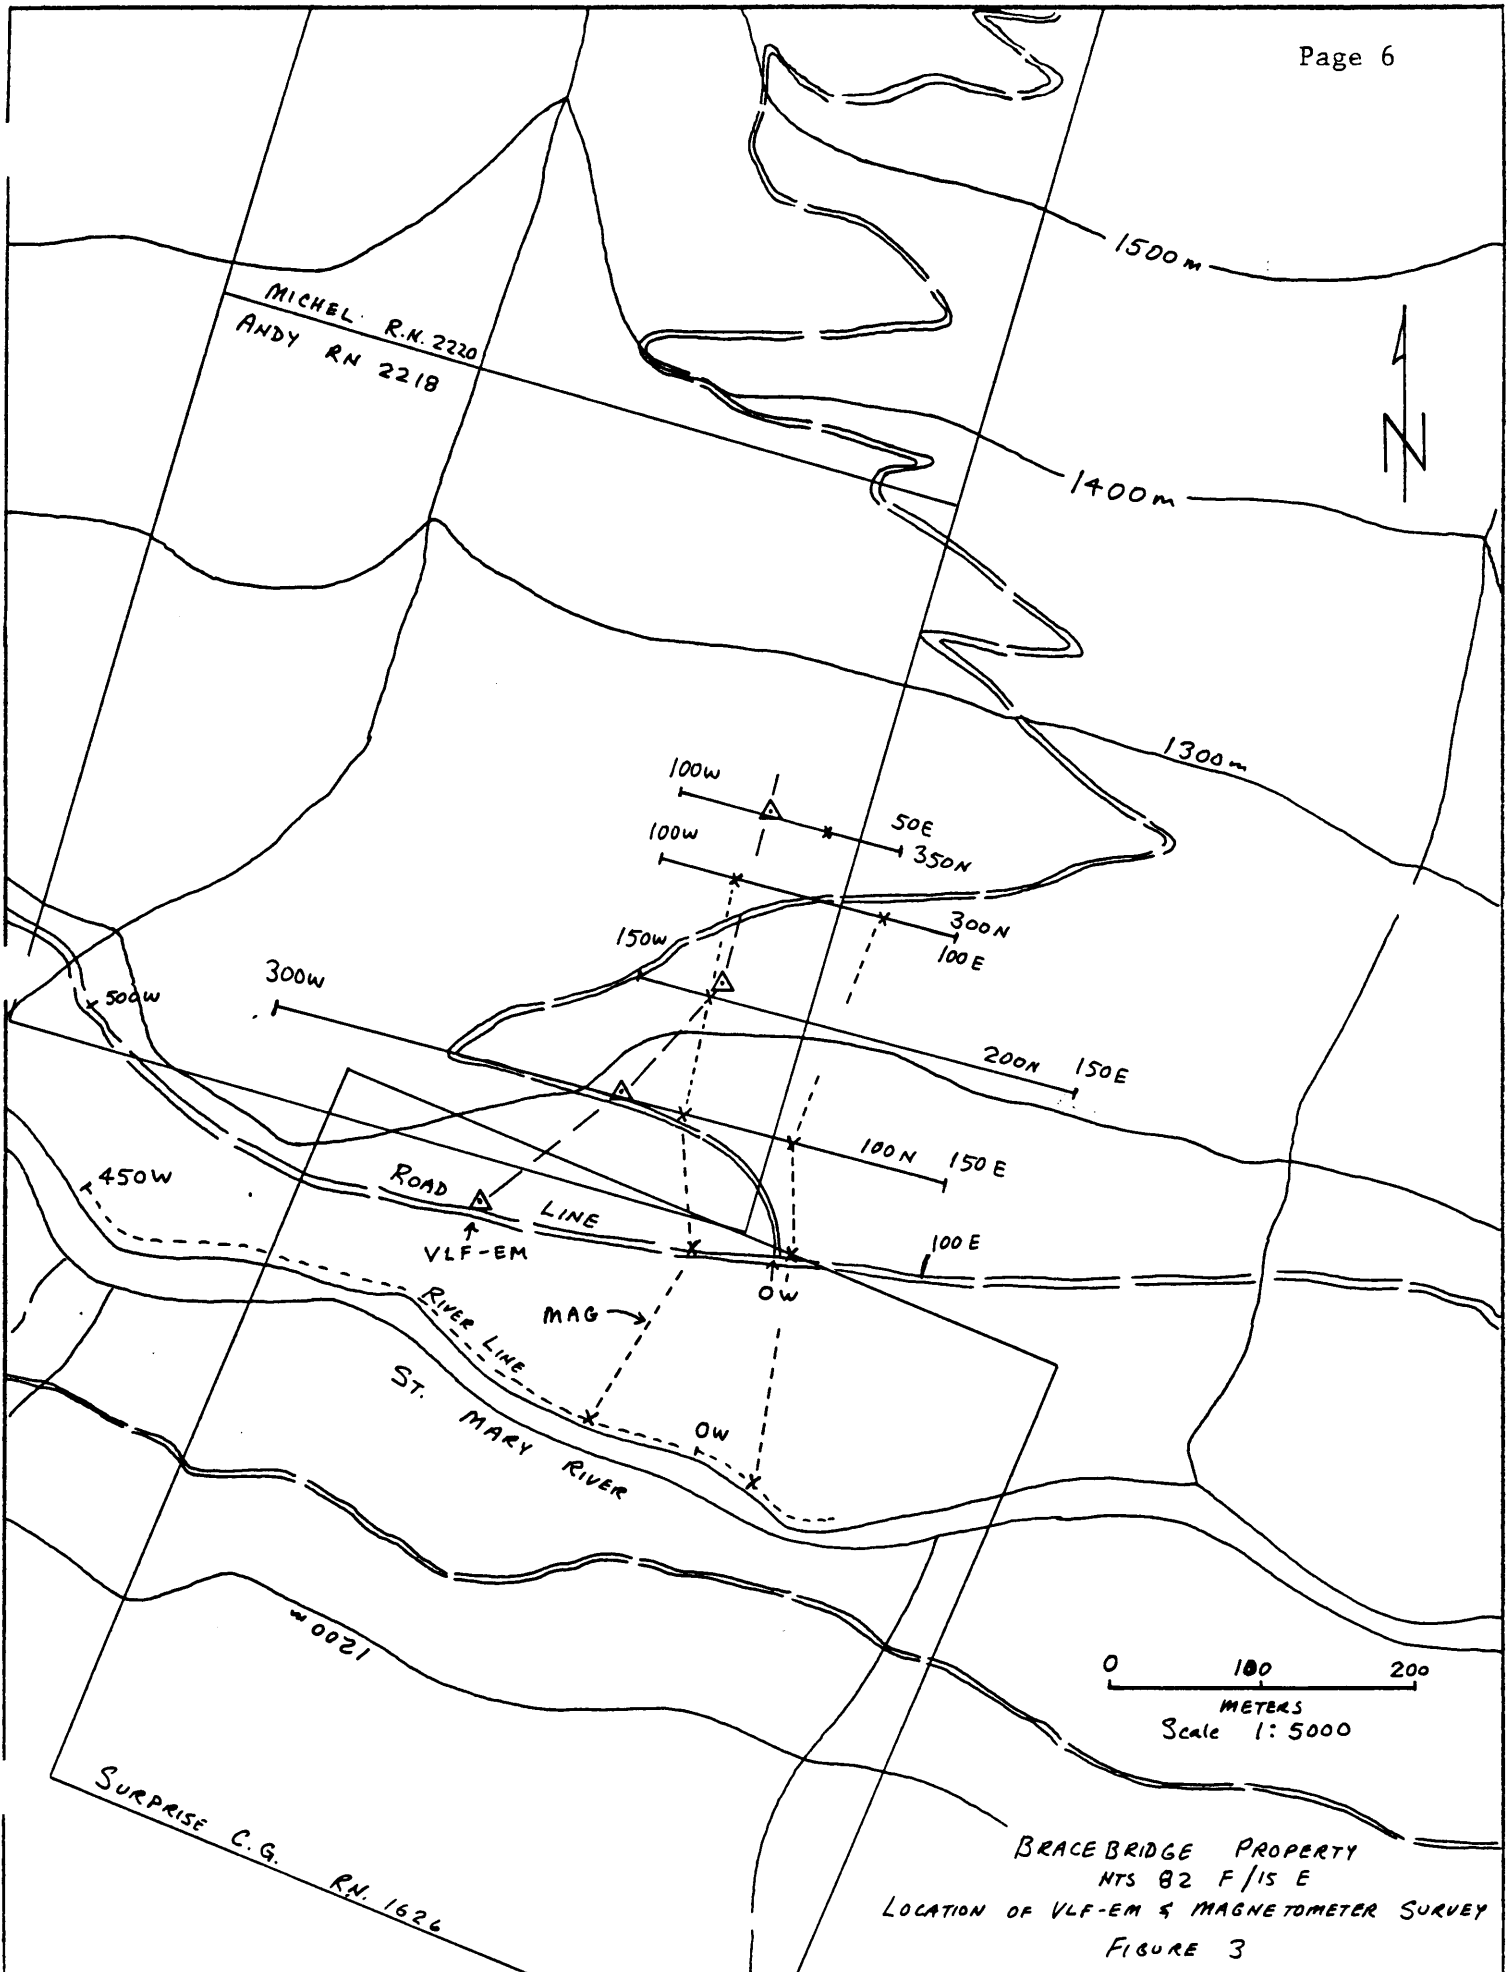 Page 6
1500m
MICHEL R.N. 2220
ANDY RN 2218
N
1400m
1300m
100W
50E
350N
100W
300N
100E
150W
300W
500W
200N 150E
100N 150E
450W
ROAD LINE
VLF-EM
100E
0W
MAG
RIVER LINE
ST. MARY RIVER
0W
1200m
0 100 200
METERS
Scale 1:5000
SURPRISE C.G. RN. 1626
BRACEBRIDGE PROPERTY
NTS 82 F/15 E
LOCATION OF VLF-EM & MAGNETOMETER SURVEY
FIGURE 3